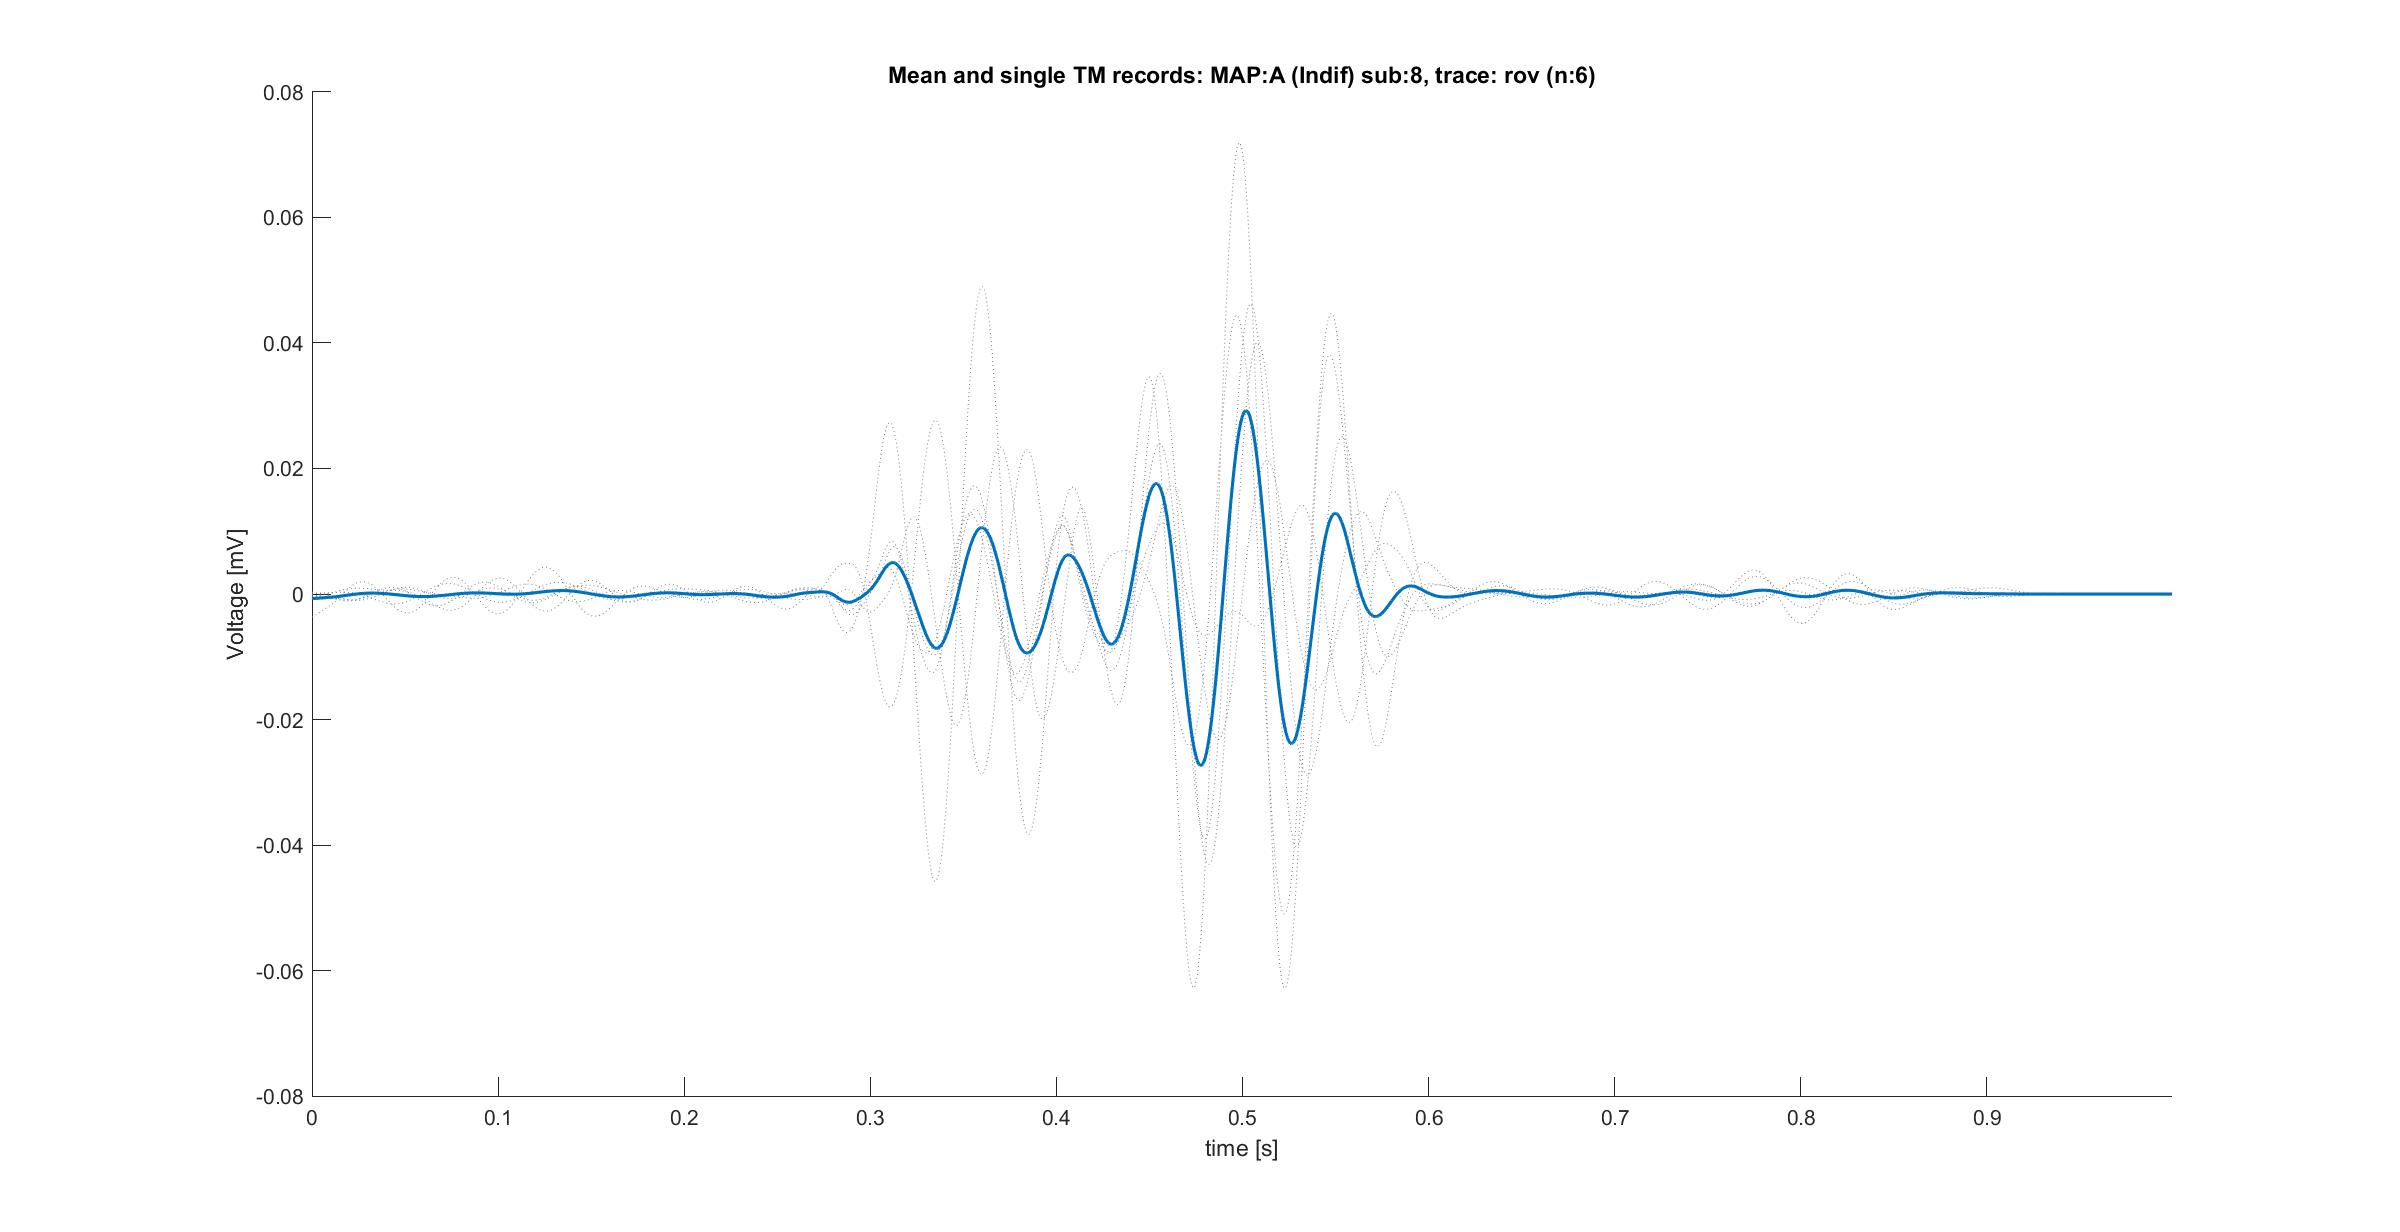 Mean and single TM records: MAP:A (Indif) sub:8, trace: rov (n:6)
0.08
0.06
0.04
0.02
0
-0.02
-0.04
-0.06
-0.08
Voltage [mV]
0 0.1 0.2 0.3 0.4 0.5 0.6 0.7 0.8 0.9
time [s]